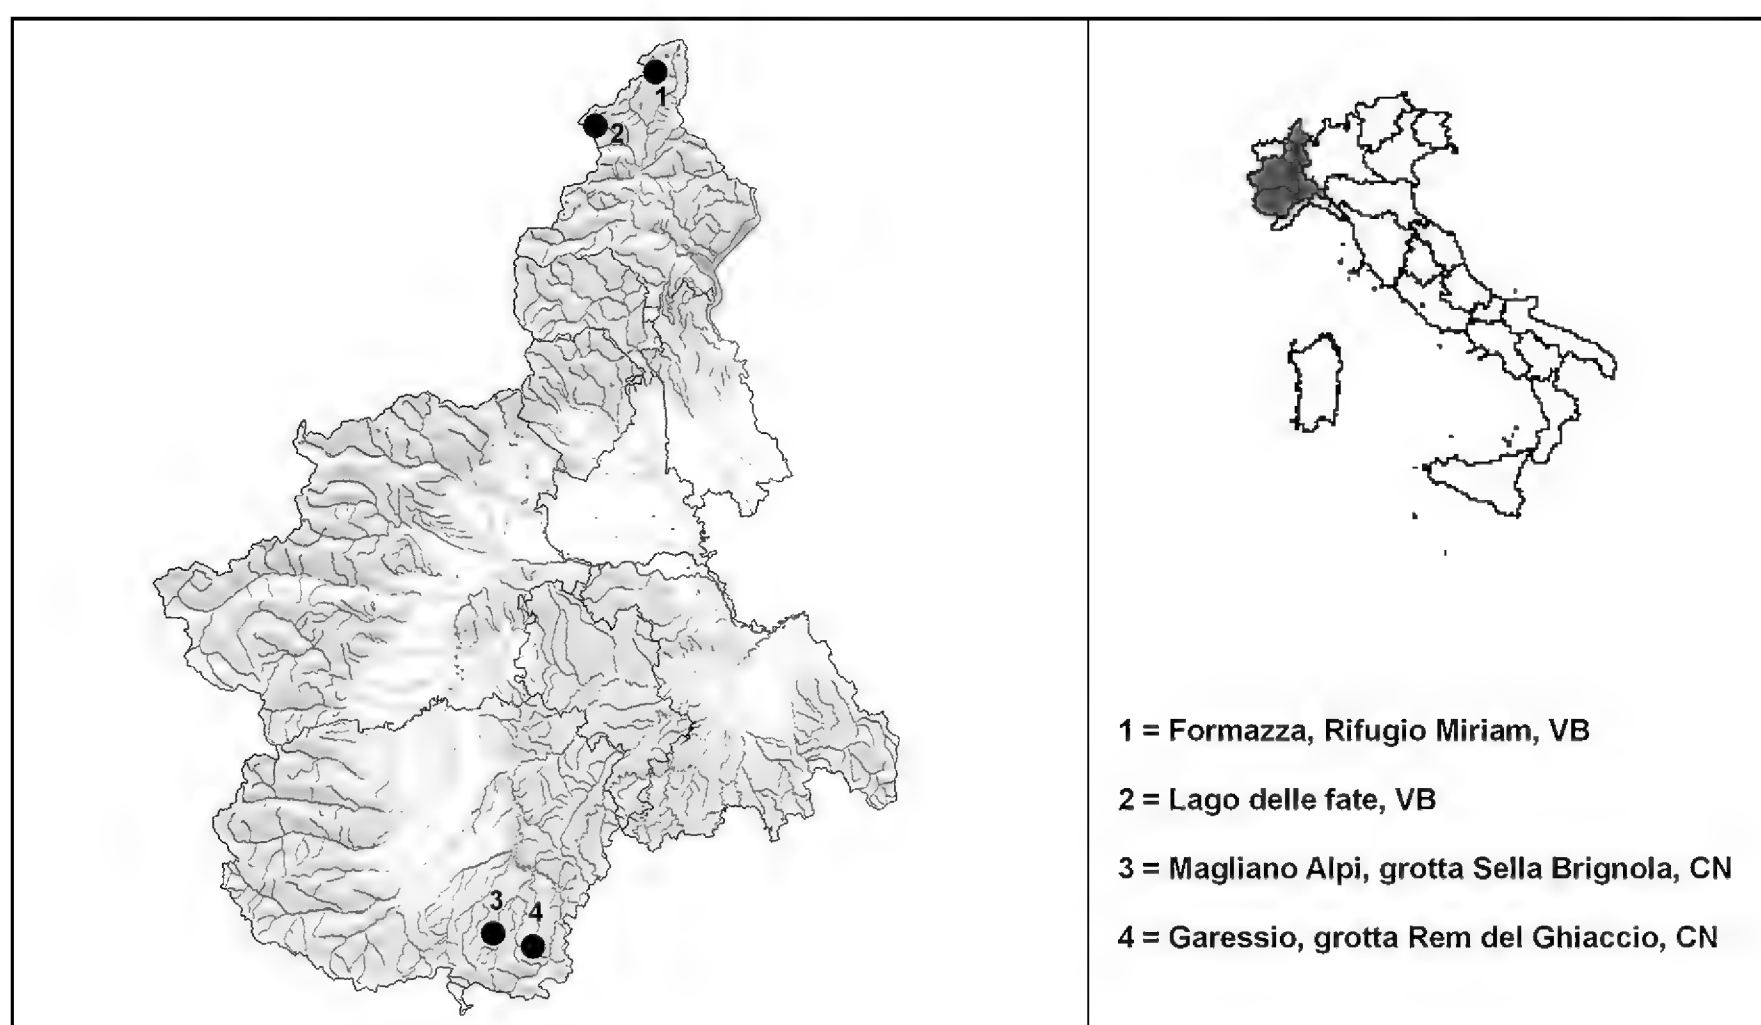 1
2
3
4
1 = Formazza, Rifugio Miriam, VB
2 = Lago delle fate, VB
3 = Magliano Alpi, grotta Sella Brignola, CN
4 = Garessio, grotta Rem del Ghiaccio, CN